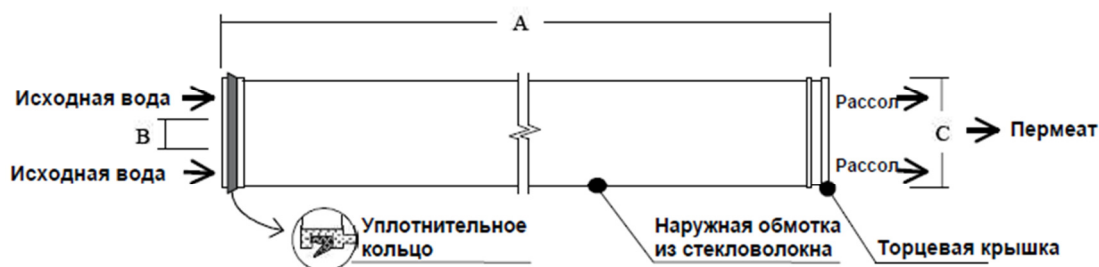 A
Исходная вода
Рассол
B
C
Пермеат
Исходная вода
Рассол
Уплотнительное
кольцо
Наружная обмотка
из стекловолокна
Торцевая крышка